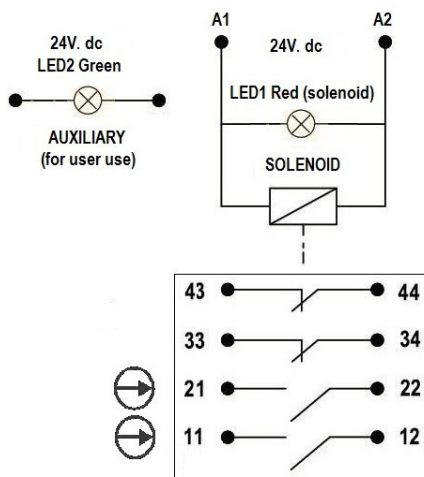 A1 A2
24V. dc
LED2 Green
24V. dc
LED1 Red (solenoid)
AUXILIARY
(for user use)
SOLENOID
43 44
33 34
21 22
11 12